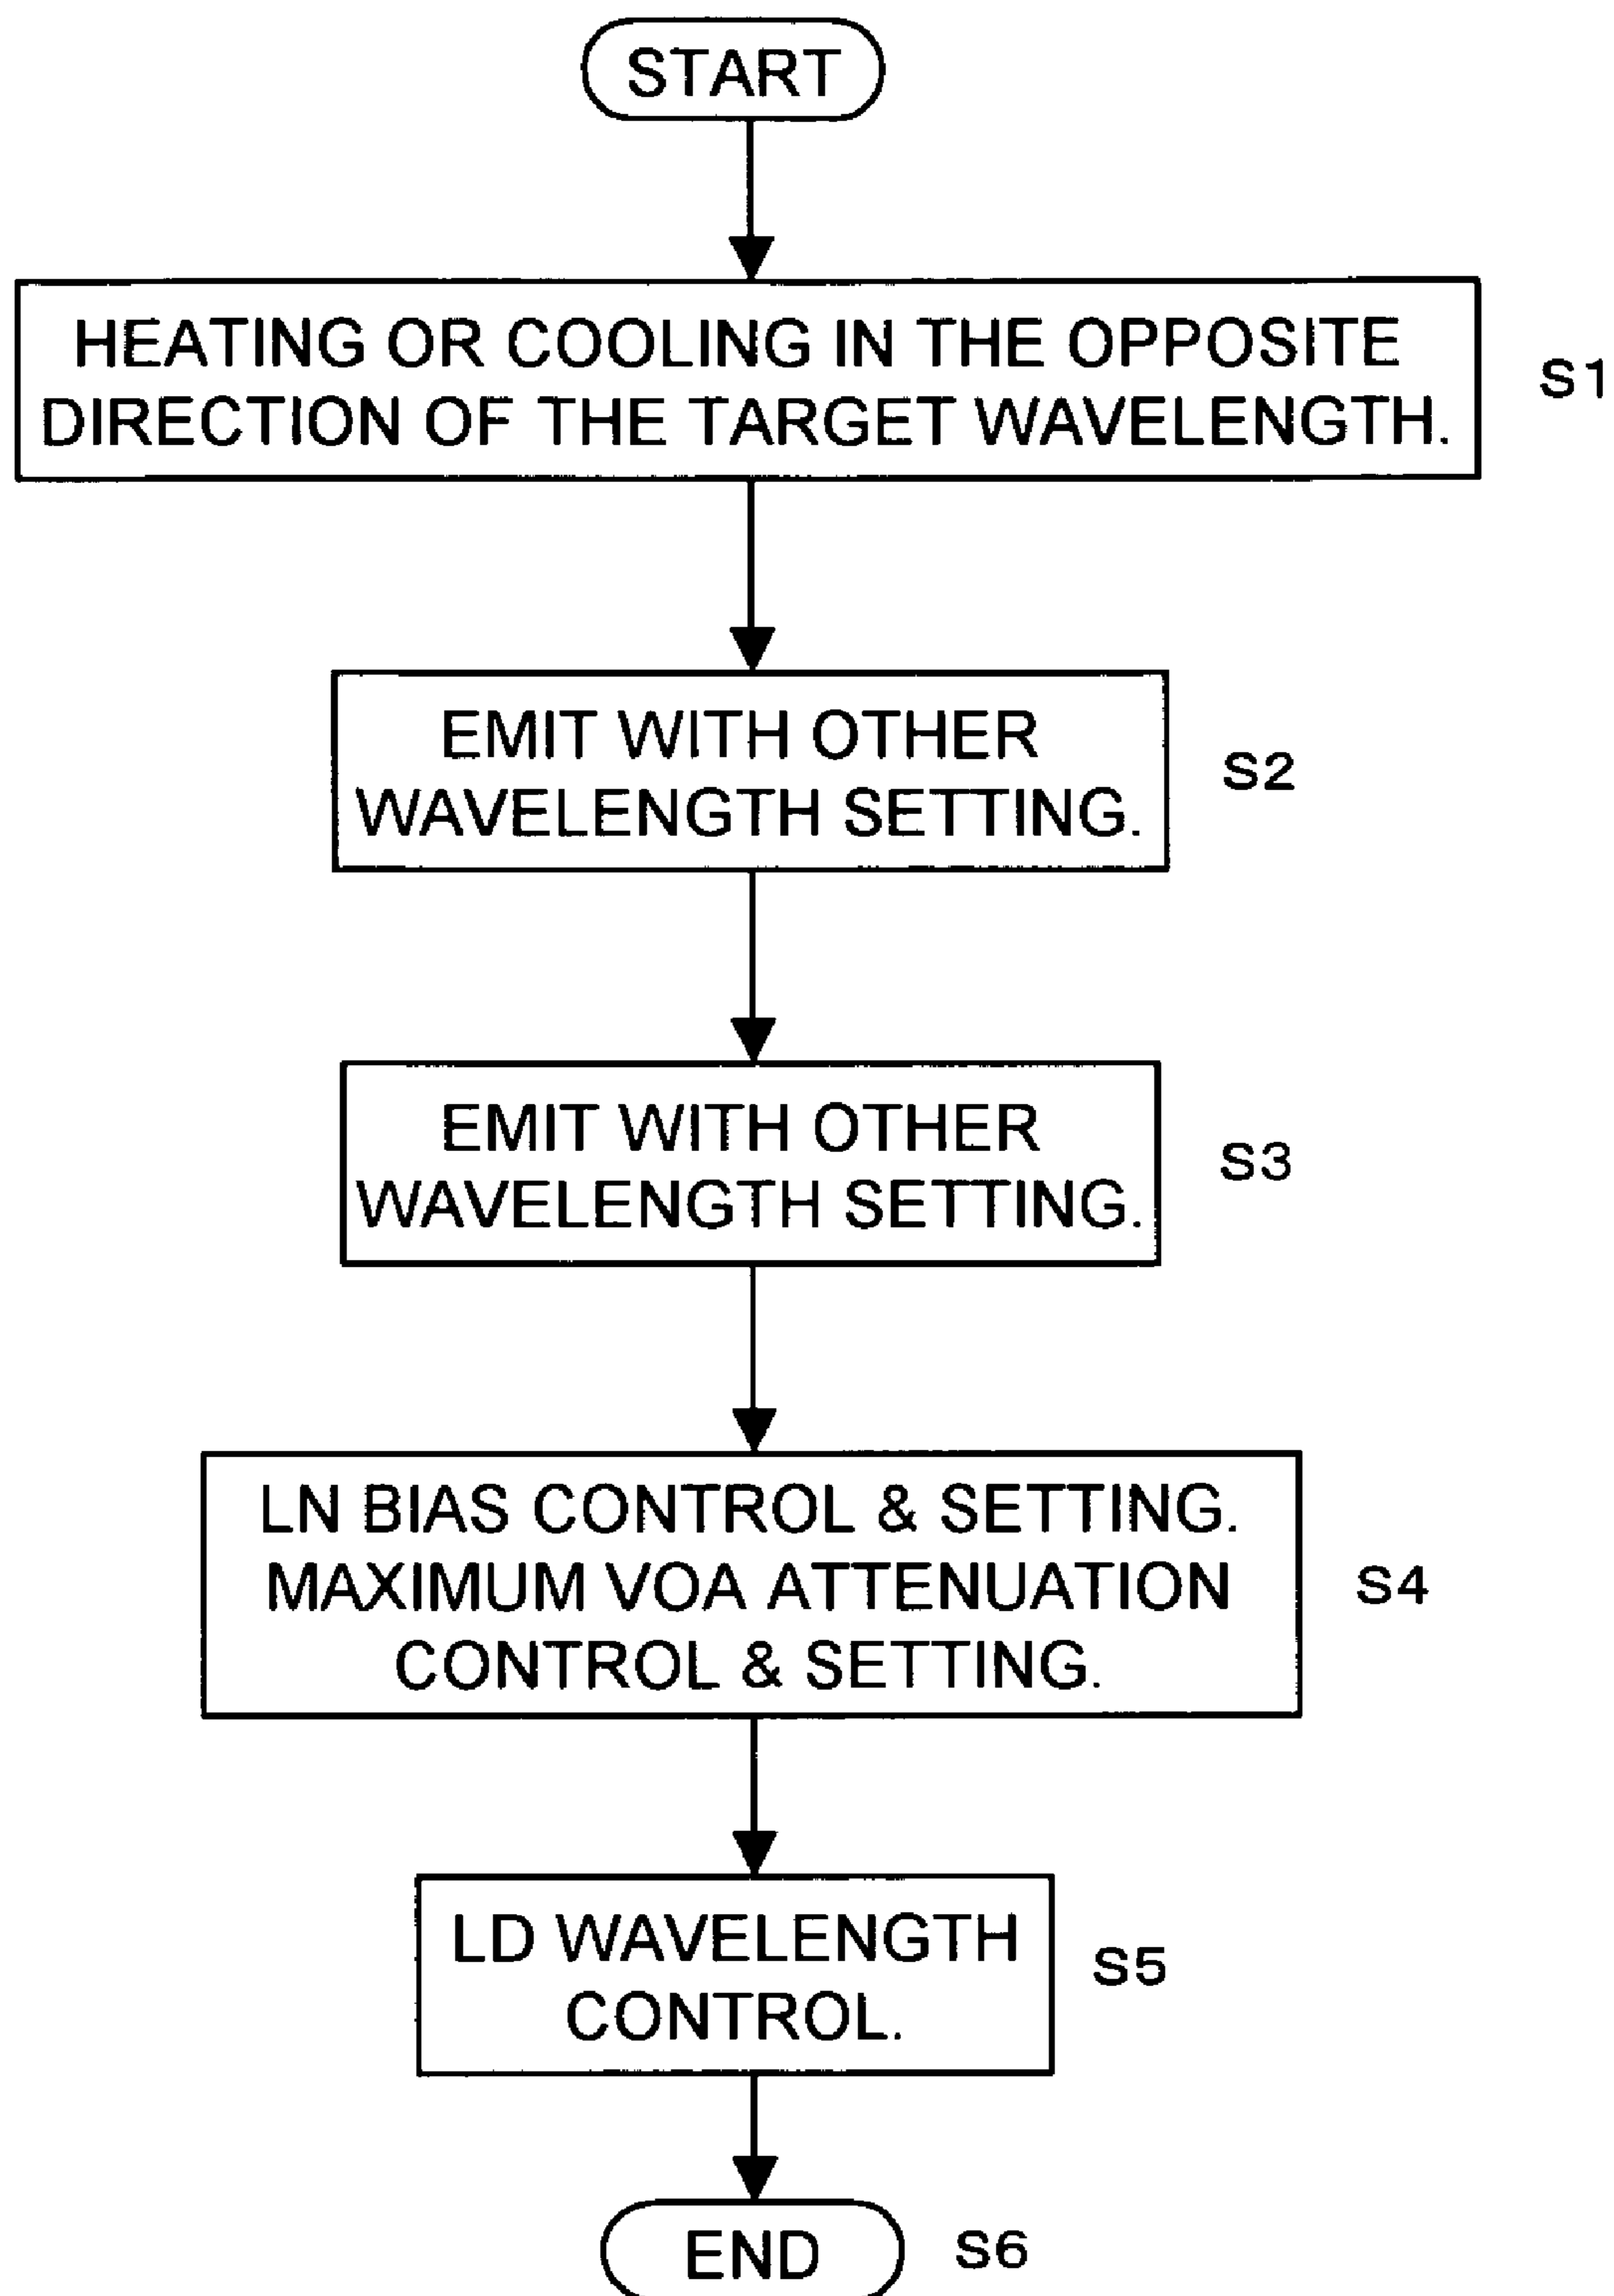 START
HEATING OR COOLING IN THE OPPOSITE
DIRECTION OF THE TARGET WAVELENGTH.
S1
EMIT WITH OTHER
WAVELENGTH SETTING.
S2
EMIT WITH OTHER
WAVELENGTH SETTING.
S3
LN BIAS CONTROL & SETTING.
MAXIMUM VOA ATTENUATION
CONTROL & SETTING.
S4
LD WAVELENGTH
CONTROL.
S5
END
S6